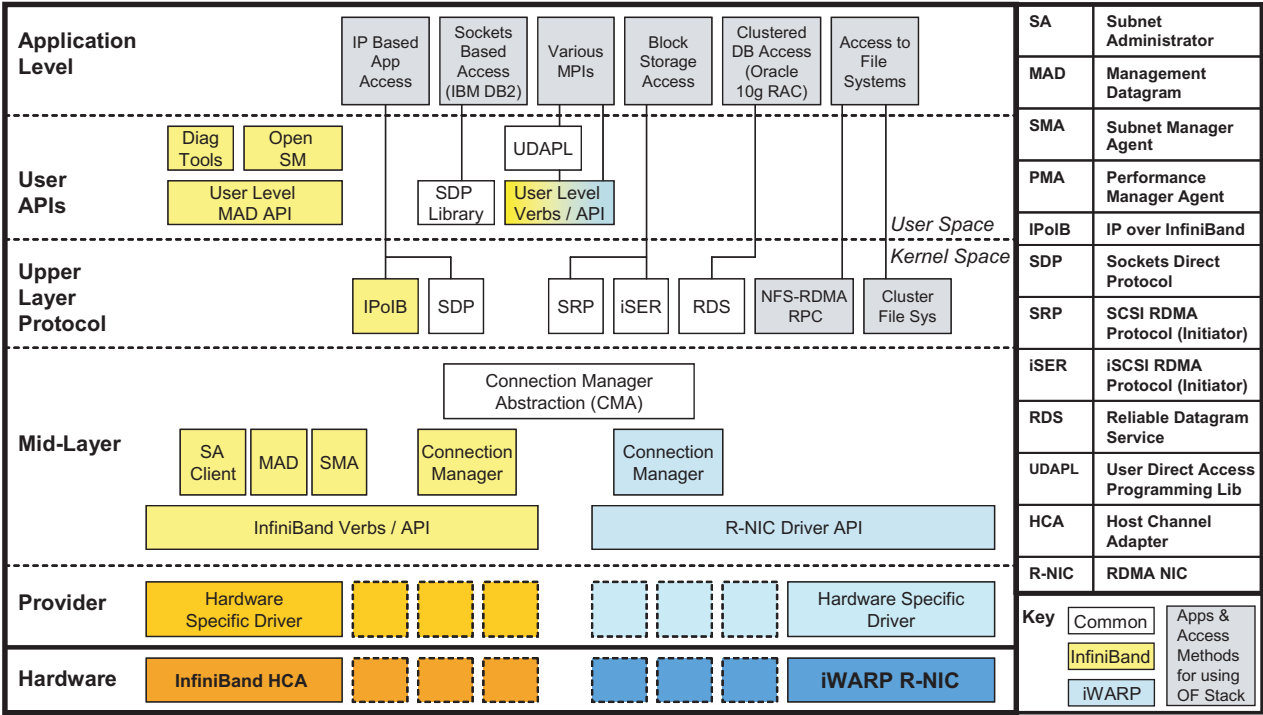 Application
Level
IP Based
App
Access
Sockets
Based
Access
(IBM DB2)
Various
MPIs
Block
Storage
Access
Clustered
DB Access
(Oracle
10g RAC)
Access to
File
Systems
User
APIs
Diag
Tools
Open
SM
User Level
MAD API
SDP
Library
UDAPL
User Level
Verbs / API
User Space
Kernel Space
Upper
Layer
Protocol
IPoIB
SDP
SRP
iSER
RDS
NFS-RDMA
RPC
Cluster
File Sys
Mid-Layer
Connection Manager
Abstraction (CMA)
SA
Client
MAD
SMA
Connection
Manager
Connection
Manager
InfiniBand Verbs / API
R-NIC Driver API
Provider
Hardware
Specific Driver
Hardware Specific
Driver
Hardware
InfiniBand HCA
iWARP R-NIC
SA
Subnet
Administrator
MAD
Management
Datagram
SMA
Subnet Manager
Agent
PMA
Performance
Manager Agent
IPoIB
IP over InfiniBand
SDP
Sockets Direct
Protocol
SRP
SCSI RDMA
Protocol (Initiator)
iSER
iSCSI RDMA
Protocol (Initiator)
RDS
Reliable Datagram
Service
UDAPL
User Direct Access
Programming Lib
HCA
Host Channel
Adapter
R-NIC
RDMA NIC
Key
Common
InfiniBand
iWARP
Apps &
Access
Methods
for using
OF Stack